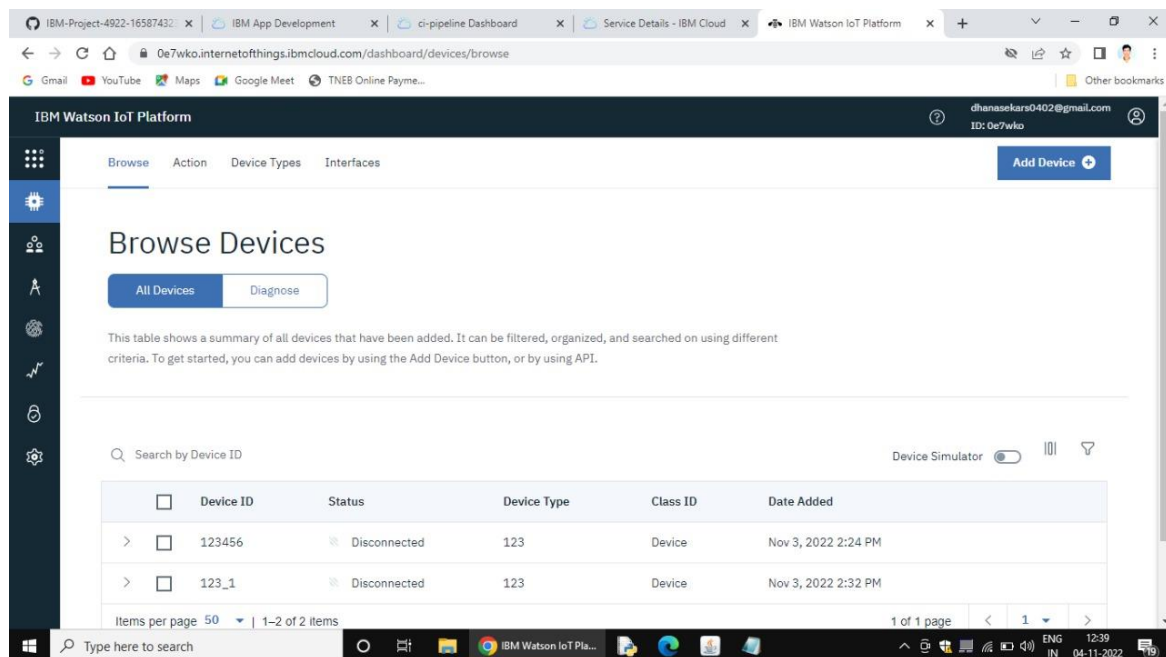 IBM-Project-4922-16587432
IBM App Development
ci-pipeline Dashboard
Service Details - IBM Cloud
IBM Watson IoT Platform
0e7wko.internetofthings.ibmcloud.com/dashboard/devices/browse
Gmail YouTube Maps Google Meet TNEB Online Payme... Other bookmarks
IBM Watson IoT Platform
dhanasekars0402@gmail.com
ID: 0e7wko
Browse Action Device Types Interfaces Add Device
Browse Devices
All Devices Diagnose
This table shows a summary of all devices that have been added. It can be filtered, organized, and searched on using different
criteria. To get started, you can add devices by using the Add Device button, or by using API.
Search by Device ID Device Simulator
Device ID Status Device Type Class ID Date Added
123456 Disconnected 123 Device Nov 3, 2022 2:24 PM
123_1 Disconnected 123 Device Nov 3, 2022 2:32 PM
Items per page 50 | 1–2 of 2 items 1 of 1 page 1
Type here to search IBM Watson IoT Pla... ENG 12:39
IN 04-11-2022 19